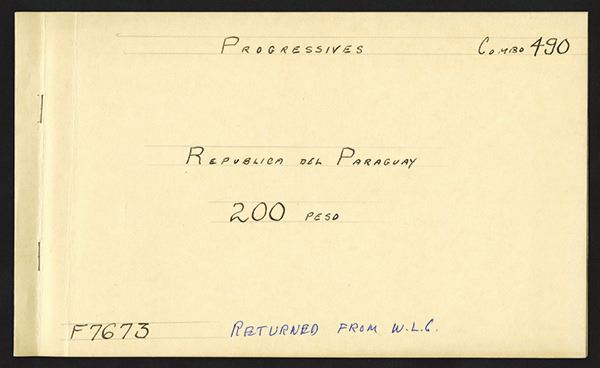 PROGRESSIVES COMBO 490
REPUBLICA DEL PARAGUAY
200 PESO
F7673 RETURNED FROM W.L.C.